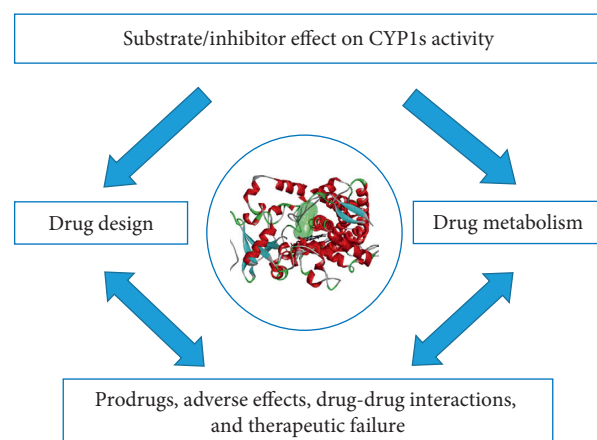 Substrate/inhibitor effect on CYP1s activity
Drug design
Drug metabolism
Prodrugs, adverse effects, drug-drug interactions,
and therapeutic failure